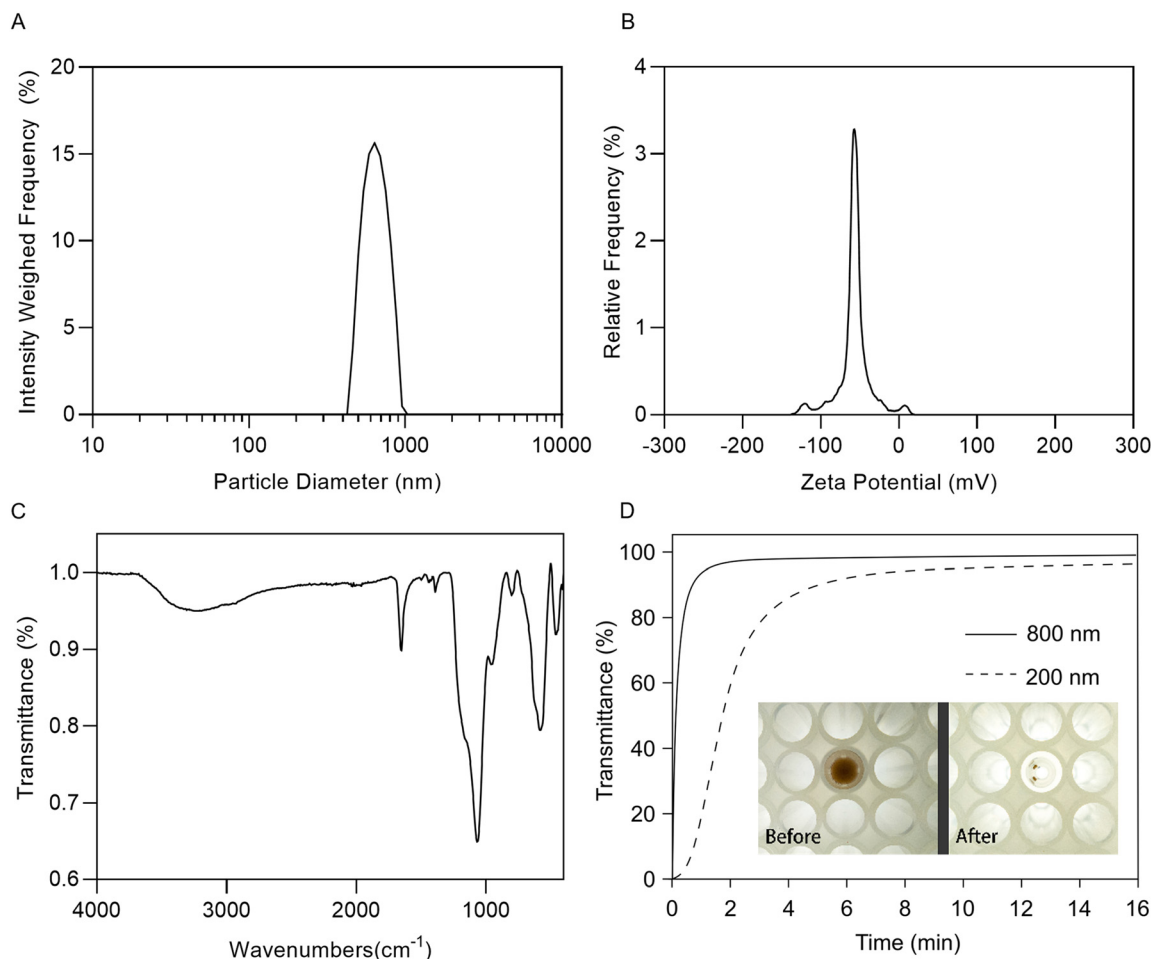 A
Intensity Weighed Frequency (%)
20
15
10
5
0
10
100
1000
10000
Particle Diameter (nm)
B
Relative Frequency (%)
4
3
2
1
0
-300
-200
-100
0
100
200
300
Zeta Potential (mV)
C
Transmittance (%)
1.0
0.9
0.8
0.7
0.6
4000
3000
2000
1000
Wavenumbers(cm⁻¹)
D
Transmittance (%)
100
80
60
40
20
0
800 nm
200 nm
Before
After
0
2
4
6
8
10
12
14
16
Time (min)